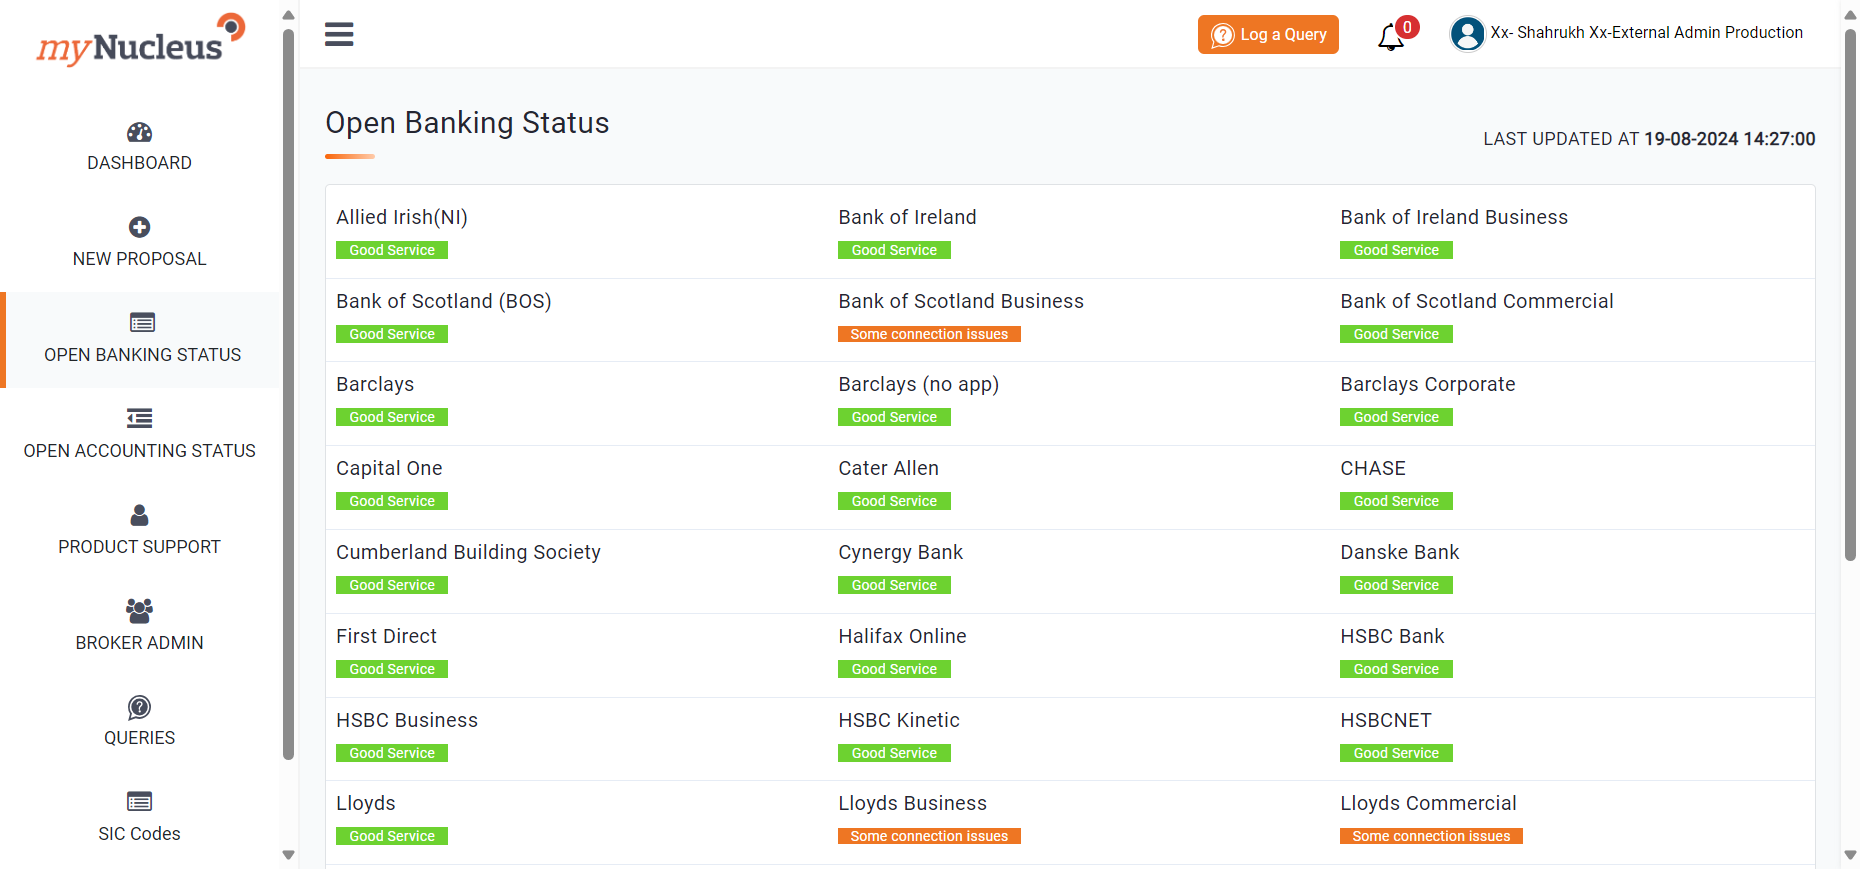 myNucleus
Log a Query
0
Xx- Shahrukh Xx-External Admin Production
DASHBOARD
NEW PROPOSAL
OPEN BANKING STATUS
OPEN ACCOUNTING STATUS
PRODUCT SUPPORT
BROKER ADMIN
QUERIES
SIC Codes
Open Banking Status
LAST UPDATED AT 19-08-2024 14:27:00
Allied Irish(NI)
Good Service
Bank of Ireland
Good Service
Bank of Ireland Business
Good Service
Bank of Scotland (BOS)
Good Service
Bank of Scotland Business
Some connection issues
Bank of Scotland Commercial
Good Service
Barclays
Good Service
Barclays (no app)
Good Service
Barclays Corporate
Good Service
Capital One
Good Service
Cater Allen
Good Service
CHASE
Good Service
Cumberland Building Society
Good Service
Cynergy Bank
Good Service
Danske Bank
Good Service
First Direct
Good Service
Halifax Online
Good Service
HSBC Bank
Good Service
HSBC Business
Good Service
HSBC Kinetic
Good Service
HSBCNET
Good Service
Lloyds
Good Service
Lloyds Business
Some connection issues
Lloyds Commercial
Some connection issues